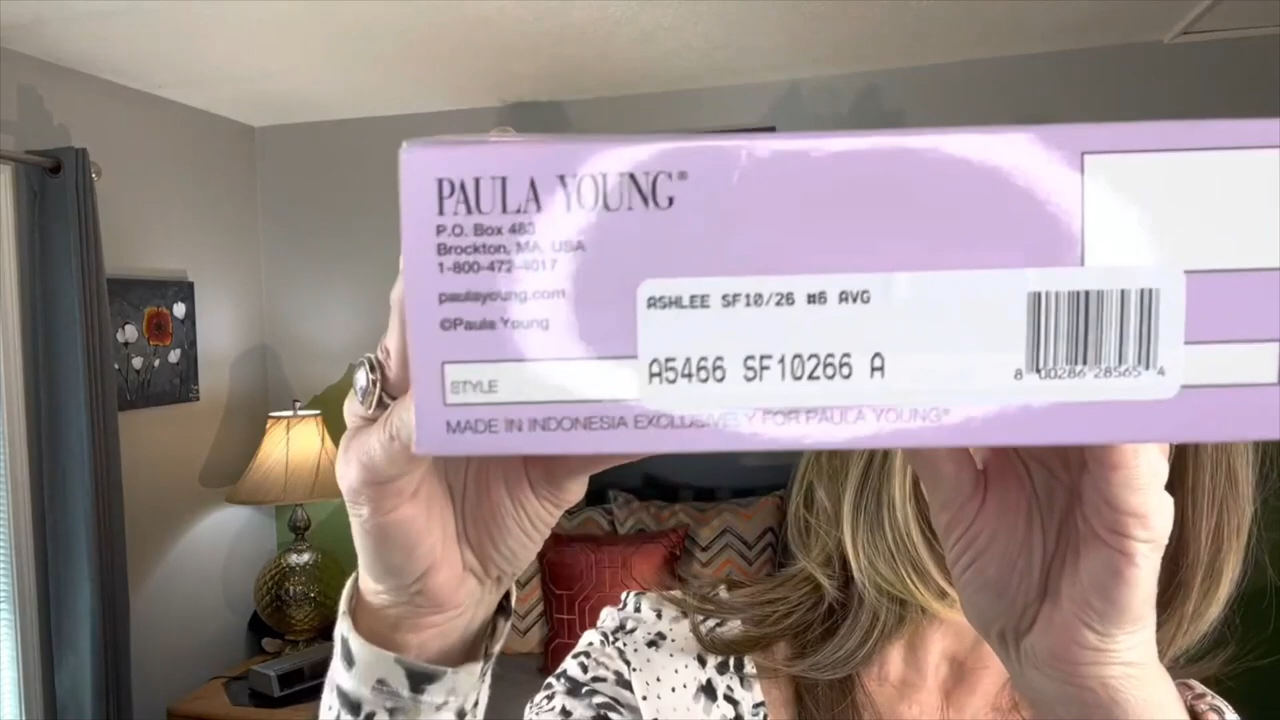 PAULA YOUNG®
P.O. Box 483
Brockton, MA USA
1-800-472-4017
paulayoung.com
©Paula Young
ASHLEE SF10/26 #6 AVG
A5466 SF10266 A
8 00286 28565 4
STYLE
MADE IN INDONESIA EXCLUSIVELY FOR PAULA YOUNG®